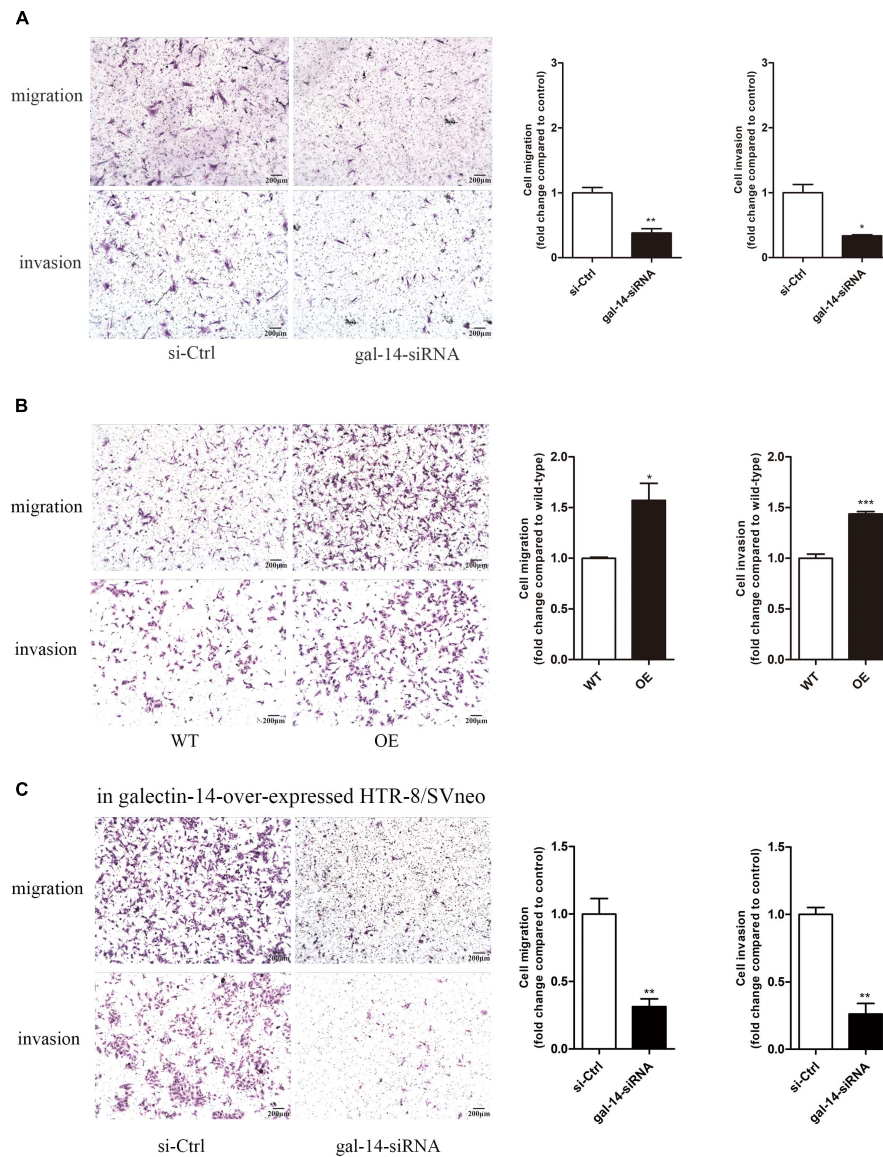 A
migration
invasion
200μm
200μm
200μm
200μm
si-Ctrl
gal-14-siRNA
Cell migration
(fold change compared to control)
3
2
1
0
si-Ctrl
gal-14-siRNA
**
Cell invasion
(fold change compared to control)
3
2
1
0
si-Ctrl
gal-14-siRNA
*
B
migration
invasion
200μm
200μm
200μm
200μm
WT
OE
Cell migration
(fold change compared to wild-type)
2.0
1.5
1.0
0.5
0.0
WT
OE
*
Cell invasion
(fold change compared to wild-type)
2.0
1.5
1.0
0.5
0.0
WT
OE
***
C
in galectin-14-over-expressed HTR-8/SVneo
migration
invasion
200μm
200μm
200μm
200μm
si-Ctrl
gal-14-siRNA
Cell migration
(fold change compared to control)
1.5
1.0
0.5
0.0
si-Ctrl
gal-14-siRNA
**
Cell invasion
(fold change compared to control)
1.5
1.0
0.5
0.0
si-Ctrl
gal-14-siRNA
**